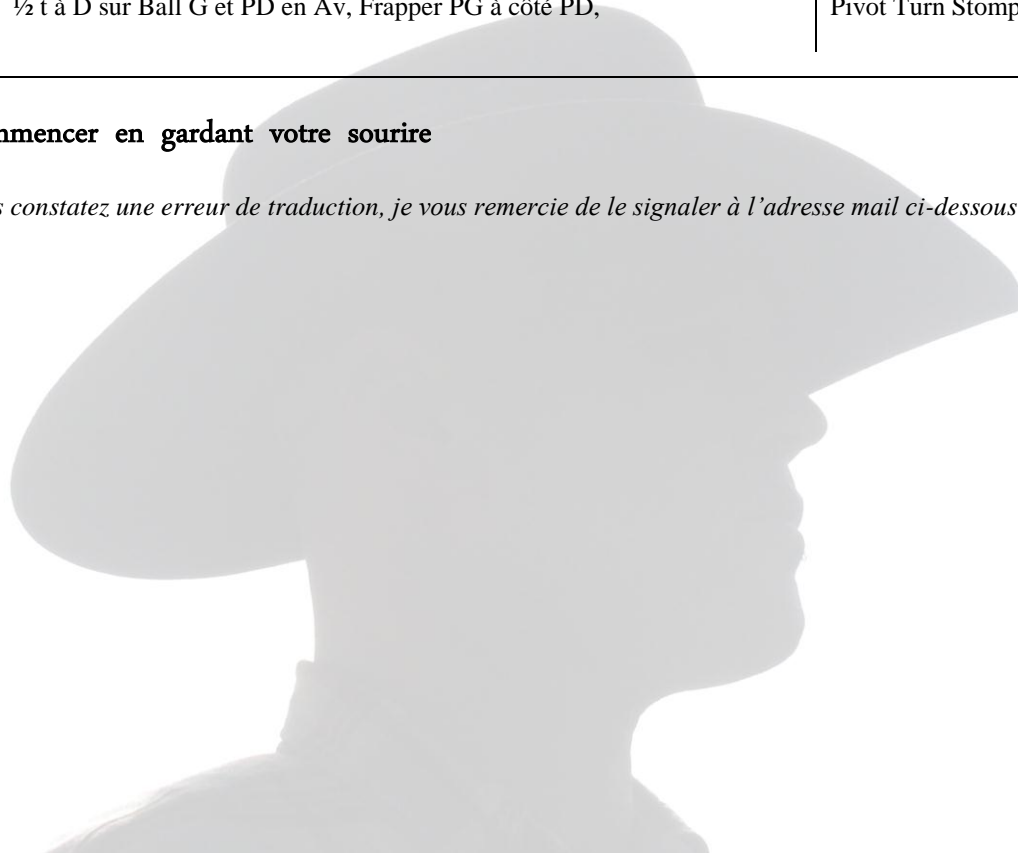 ½ t à D sur Ball G et PD en Av, Frapper PG à côté PD, Pivot Turn Stomp
en gardant votre sourire
constatez une erreur de traduction, je vous remercie de le signaler à l’adresse mail ci-dessous